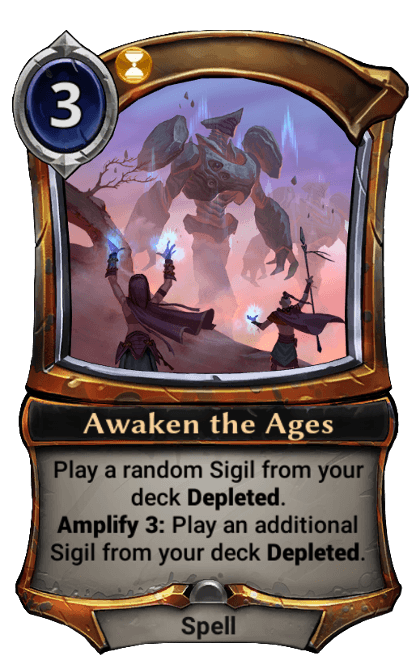 3
Awaken the Ages
Play a random Sigil from your
deck Depleted.
Amplify 3: Play an additional
Sigil from your deck Depleted.
Spell